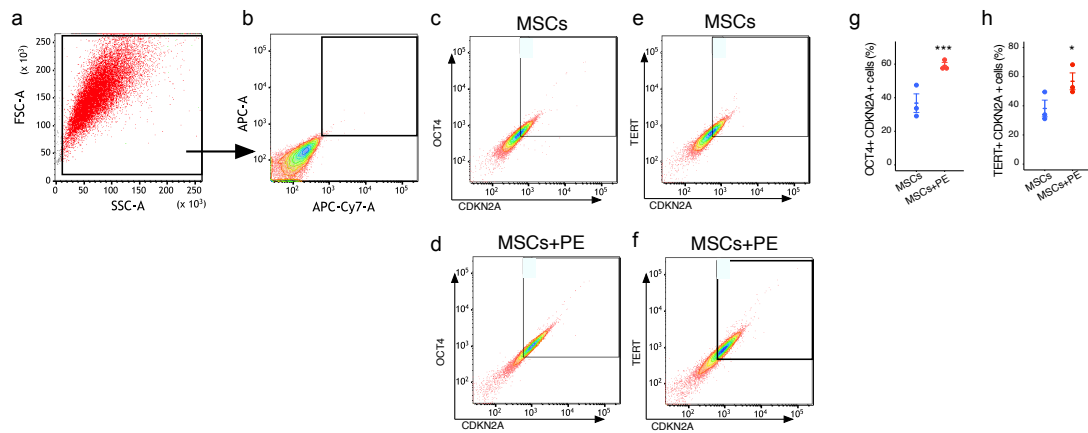 a
FSC-A
(x 10³)
260
200
150
100
50
0
0 50 100 150 200 260
SSC-A
(x 10³)
b
APC-A
10⁵
10⁴
10³
10²
10² 10³ 10⁴ 10⁵
APC-Cy7-A
c
MSCs
OCT4
10⁵
10⁴
10³
10²
10² 10³ 10⁴ 10⁵
CDKN2A
e
MSCs
TERT
10⁵
10⁴
10³
10²
10² 10³ 10⁴ 10⁵
CDKN2A
g
OCT4+ CDKN2A + cells (%)
***
60
40
20
0
MSCs
MSCs+PE
h
TERT+ CDKN2A + cells (%)
*
80
60
40
20
0
MSCs
MSCs+PE
d
MSCs+PE
OCT4
10⁵
10⁴
10³
10²
10² 10³ 10⁴ 10⁵
CDKN2A
f
MSCs+PE
TERT
10⁵
10⁴
10³
10²
10² 10³ 10⁴ 10⁵
CDKN2A